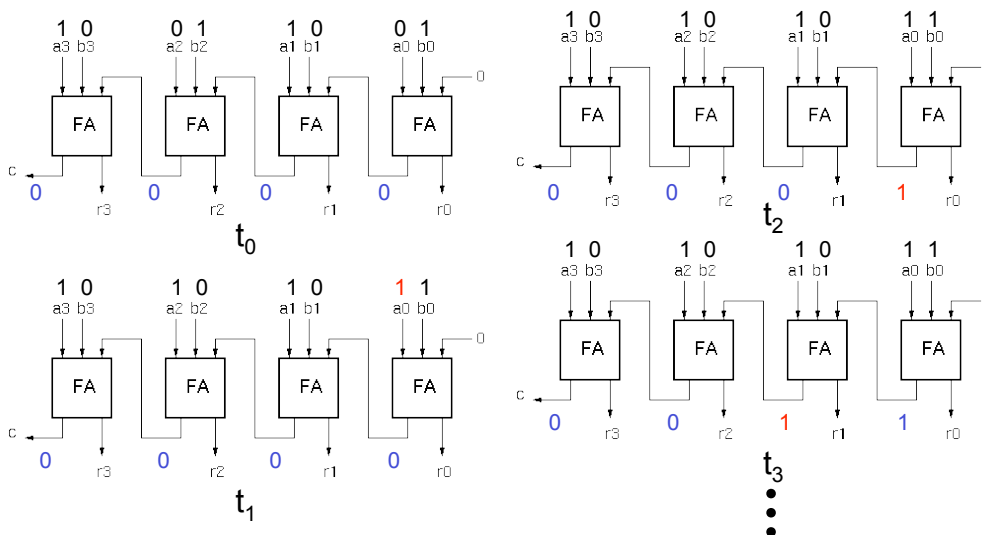 1 0 0 1 1 0 0 1
a3 b3 a2 b2 a1 b1 a0 b0
0
FA FA FA FA
c
0 0 0 0
r3 r2 r1 r0
t0
1 0 1 0 1 0 1 1
a3 b3 a2 b2 a1 b1 a0 b0
0
FA FA FA FA
c
0 0 0 0
r3 r2 r1 r0
t1
1 0 1 0 1 0 1 1
a3 b3 a2 b2 a1 b1 a0 b0
FA FA FA FA
c
0 0 0 1
r3 r2 r1 r0
t2
1 0 1 0 1 0 1 1
a3 b3 a2 b2 a1 b1 a0 b0
FA FA FA FA
c
0 0 1 1
r3 r2 r1 r0
t3